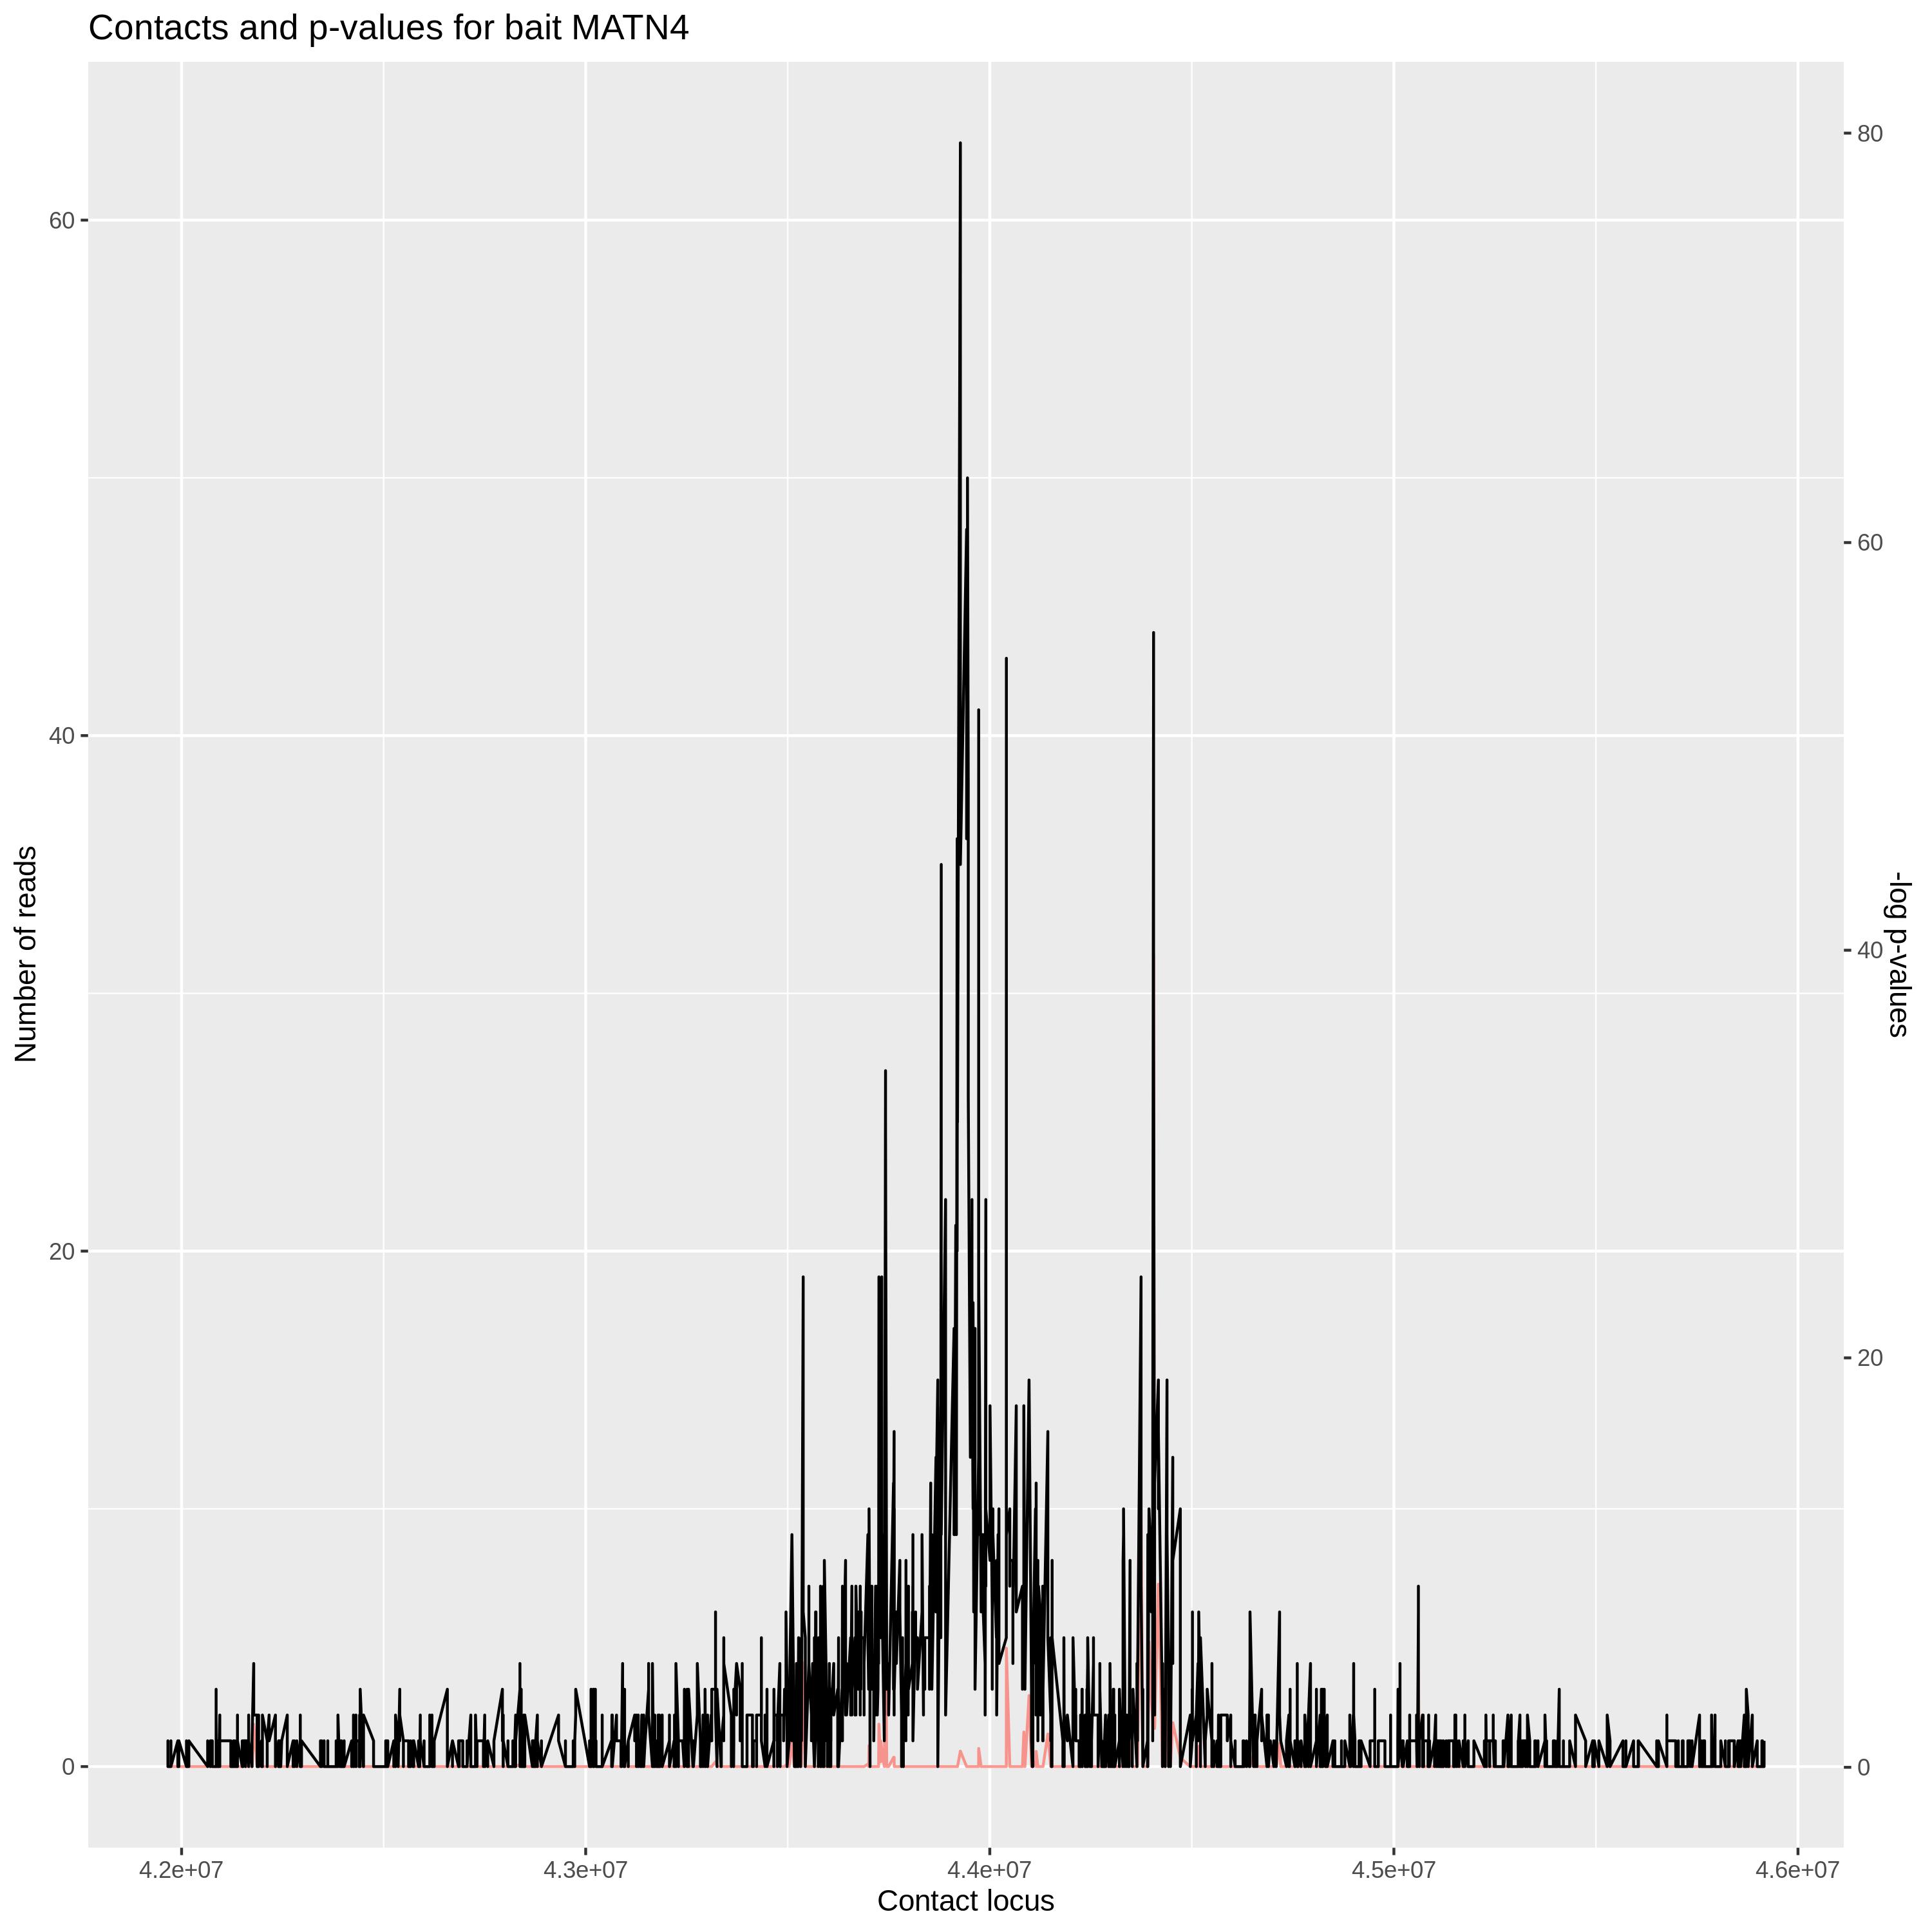 Contacts and p-values for bait MATN4
80
60
60
40
40
20
20
0
0
Number of reads
-log p-values
4.2e+07
4.3e+07
4.4e+07
4.5e+07
4.6e+07
Contact locus